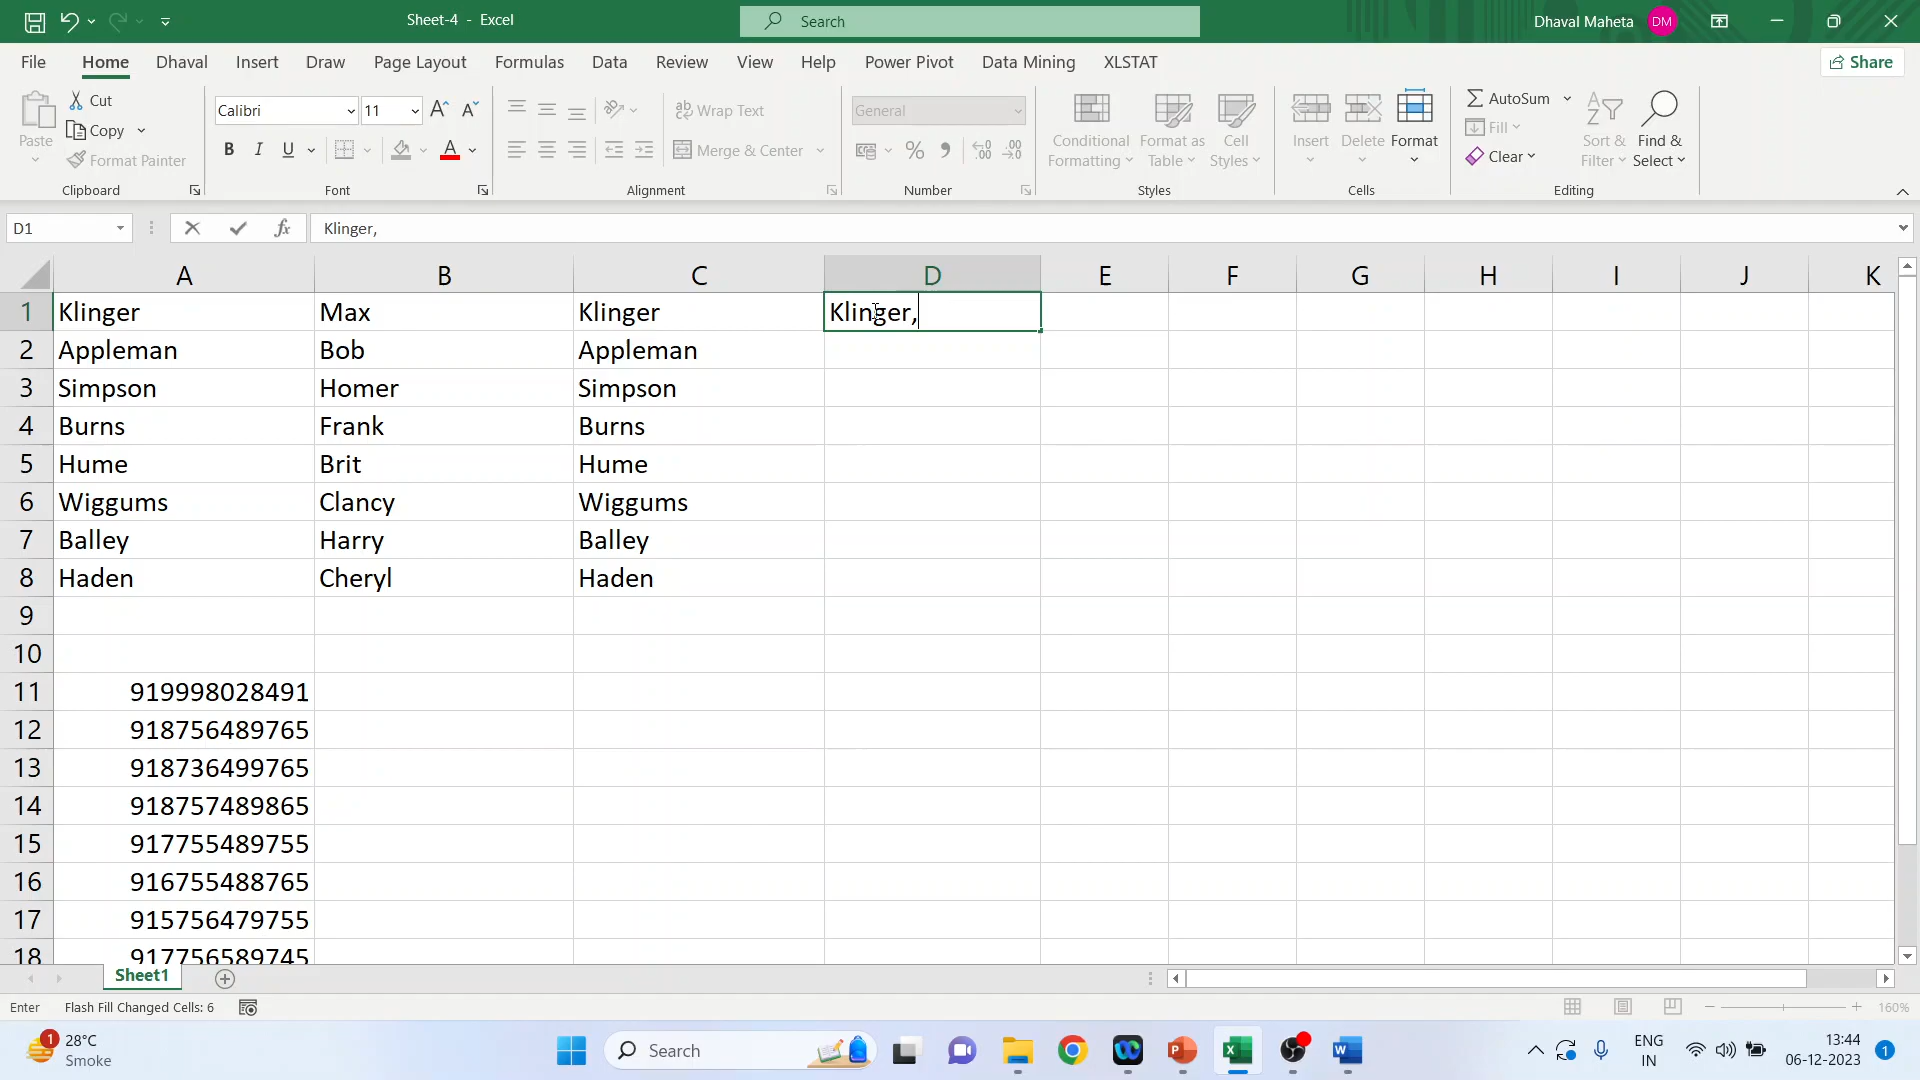 Sheet-4 - Excel
Search
Dhaval Maheta
DM
File Home Dhaval Insert Draw Page Layout Formulas Data Review View Help Power Pivot Data Mining XLSTAT
Share
Paste
Cut
Copy
Format Painter
Clipboard
Calibri 11
B I U
Font
Wrap Text
Merge & Center
Alignment
General
Number
Conditional Formatting
Format as Table
Cell Styles
Styles
Insert
Delete
Format
Cells
AutoSum
Fill
Clear
Sort & Filter
Find & Select
Editing
D1
fx
Klinger,
A B C D E F G H I J K
1 Klinger Max Klinger Klinger,
2 Appleman Bob Appleman
3 Simpson Homer Simpson
4 Burns Frank Burns
5 Hume Brit Hume
6 Wiggums Clancy Wiggums
7 Balley Harry Balley
8 Haden Cheryl Haden
9
10
11 919998028491
12 918756489765
13 918736499765
14 918757489865
15 917755489755
16 916755488765
17 915756479755
18 917756589745
Sheet1
Enter Flash Fill Changed Cells: 6
160%
1
28°C
Smoke
Search
ENG
IN
13:44
06-12-2023
1